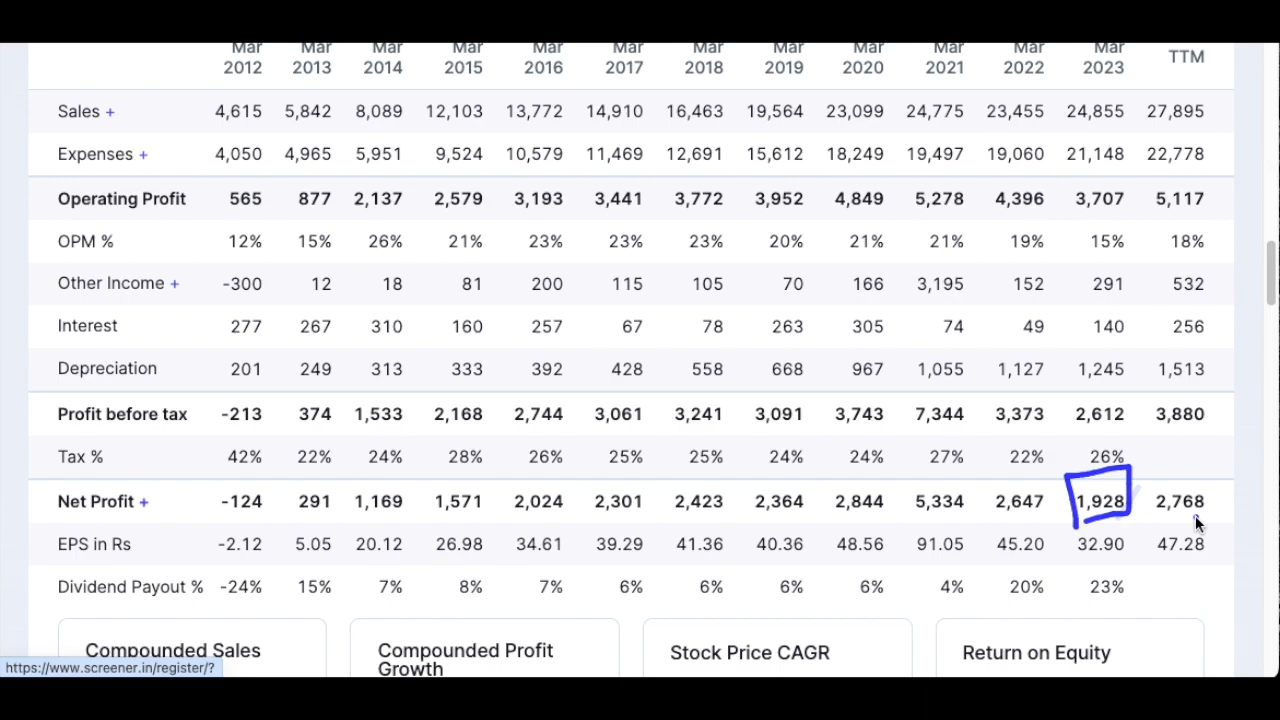 Mar Mar Mar Mar Mar Mar Mar Mar Mar Mar Mar Mar TTM
2012 2013 2014 2015 2016 2017 2018 2019 2020 2021 2022 2023
Sales + 4,615 5,842 8,089 12,103 13,772 14,910 16,463 19,564 23,099 24,775 23,455 24,855 27,895
Expenses + 4,050 4,965 5,951 9,524 10,579 11,469 12,691 15,612 18,249 19,497 19,060 21,148 22,778
Operating Profit 565 877 2,137 2,579 3,193 3,441 3,772 3,952 4,849 5,278 4,396 3,707 5,117
OPM % 12% 15% 26% 21% 23% 23% 23% 20% 21% 21% 19% 15% 18%
Other Income + -300 12 18 81 200 115 105 70 166 3,195 152 291 532
Interest 277 267 310 160 257 67 78 263 305 74 49 140 256
Depreciation 201 249 313 333 392 428 558 668 967 1,055 1,127 1,245 1,513
Profit before tax -213 374 1,533 2,168 2,744 3,061 3,241 3,091 3,743 7,344 3,373 2,612 3,880
Tax % 42% 22% 24% 28% 26% 25% 25% 24% 24% 27% 22% 26%
Net Profit + -124 291 1,169 1,571 2,024 2,301 2,423 2,364 2,844 5,334 2,647 1,928 2,768
EPS in Rs -2.12 5.05 20.12 26.98 34.61 39.29 41.36 40.36 48.56 91.05 45.20 32.90 47.28
Dividend Payout % -24% 15% 7% 8% 7% 6% 6% 6% 6% 4% 20% 23%
Compounded Sales Compounded Profit Stock Price CAGR Return on Equity
Growth
https://www.screener.in/register/?